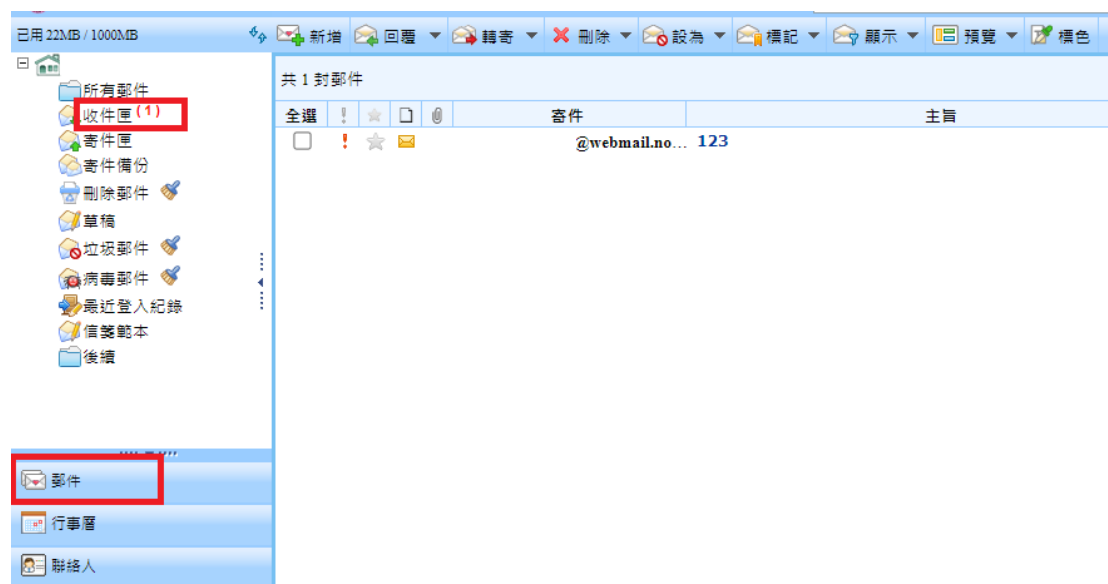 已用 22MB / 1000MB
新增 回覆 轉寄 刪除 設為 標記 顯示 預覽 標色
所有郵件
收件匣 (1)
寄件匣
寄件備份
刪除郵件
草稿
垃圾郵件
病毒郵件
最近登入紀錄
信箋範本
後續
郵件
行事曆
聯絡人
共 1 封郵件
全選 ! 寄件 主旨
! @webmail.no... 123